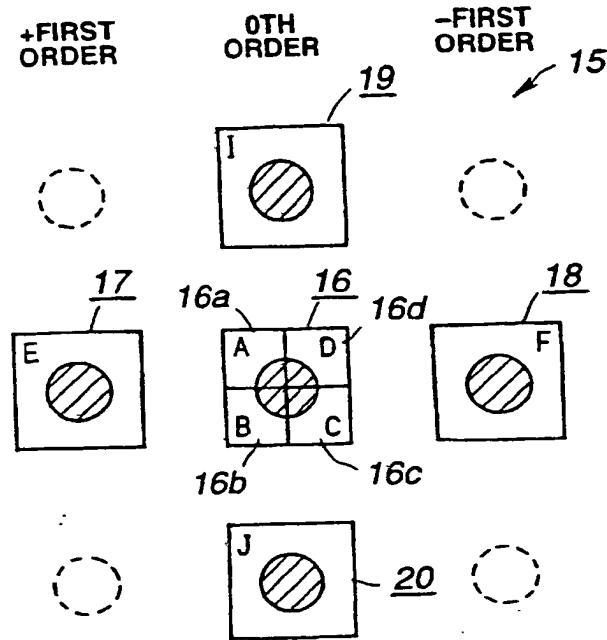 +FIRST ORDER
0TH ORDER
-FIRST ORDER
15
19
I
17
16a
16
16d
18
E
A
D
F
B
C
16b
16c
J
20